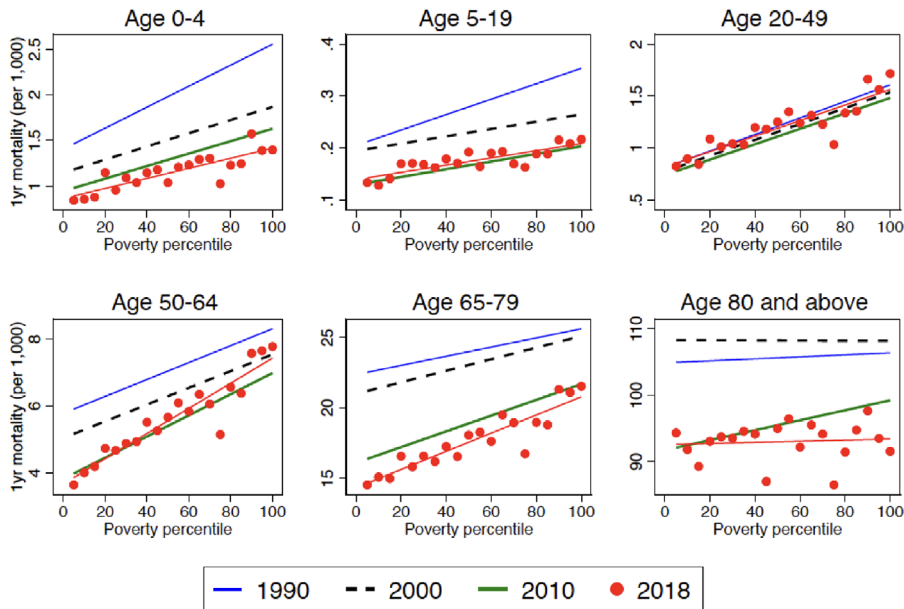 Age 0-4
1yr mortality (per 1,000)
2.5
2
1.5
1
0 20 40 60 80 100
Poverty percentile
Age 5-19
.4
.3
.2
.1
0 20 40 60 80 100
Poverty percentile
Age 20-49
2
1.5
1
.5
0 20 40 60 80 100
Poverty percentile
Age 50-64
1yr mortality (per 1,000)
8
6
4
0 20 40 60 80 100
Poverty percentile
Age 65-79
25
20
15
0 20 40 60 80 100
Poverty percentile
Age 80 and above
110
100
90
0 20 40 60 80 100
Poverty percentile
1990 2000 2010 2018